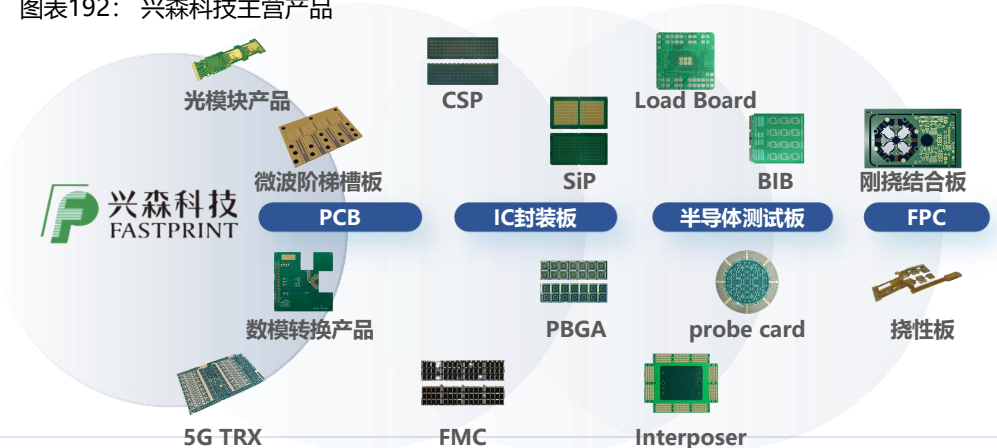 图表192： 兴森科技主营产品
光模块产品
CSP
Load Board
微波阶梯槽板
SiP
BIB
刚挠结合板
兴森科技
FASTPRINT
PCB
IC封装板
半导体测试板
FPC
数模转换产品
PBGA
probe card
挠性板
5G TRX
FMC
Interposer